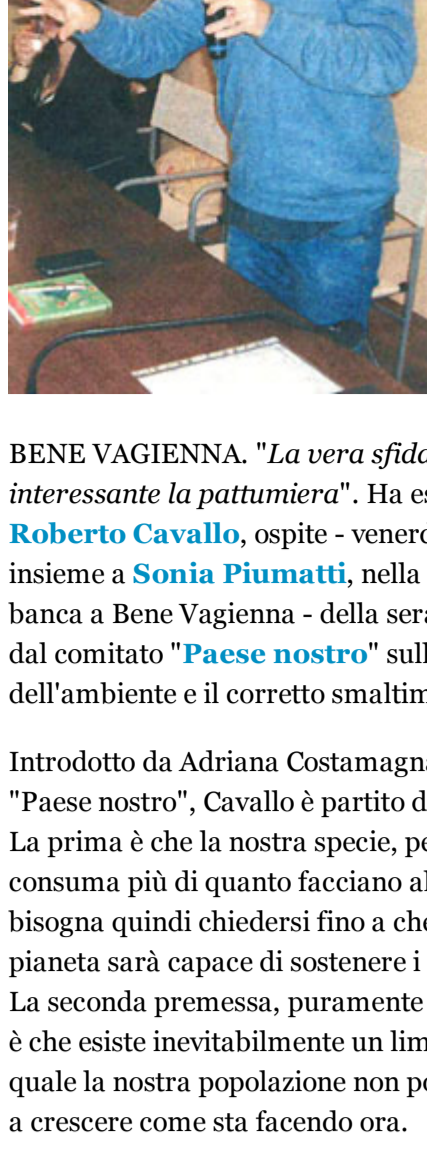 BENE VAGIENNA. "La vera sfida
interessante la pattumiera". Ha es
Roberto Cavallo, ospite - venerd
insieme a Sonia Piumatti, nella
banca a Bene Vagienna - della sera
dal comitato "Paese nostro" sull
dell'ambiente e il corretto smaltim
Introdotto da Adriana Costamagna
"Paese nostro", Cavallo è partito d
La prima è che la nostra specie, pe
consuma più di quanto facciano al
bisogna quindi chiedersi fino a che
pianeta sarà capace di sostenere i
La seconda premessa, puramente
è che esiste inevitabilmente un lim
quale la nostra popolazione non po
a crescere come sta facendo ora.